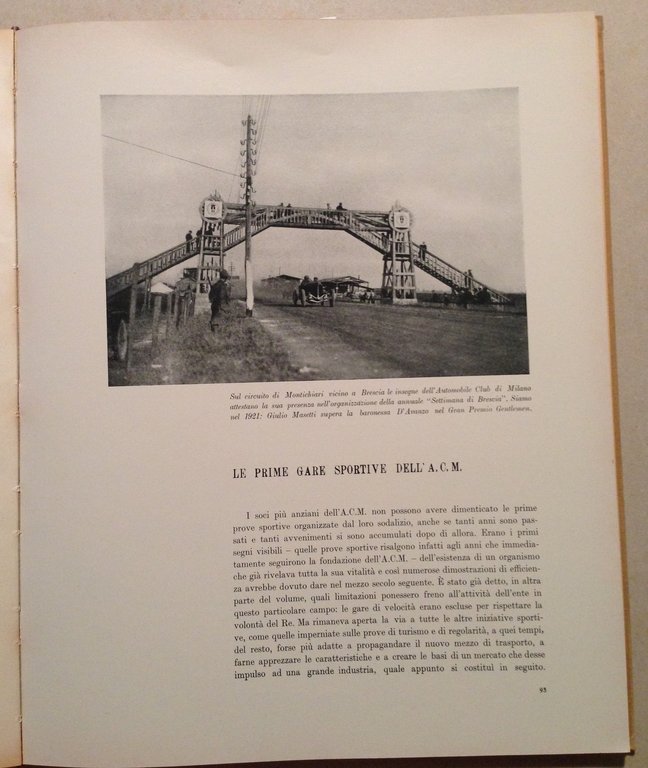 Sul circuito di Montichiari vicino a Brescia le insegne dell'Automobile Club di Milano
attestano la sua presenza nell'organizzazione della annuale "Settimana di Brescia". Siamo
nel 1921: Giulio Masetti supera la baronessa D'Avanzo nel Gran Premio Gentlemen.
LE PRIME GARE SPORTIVE DELL'A.C.M.
I soci più anziani dell'A.C.M. non possono avere dimenticato le prime
prove sportive organizzate dal loro sodalizio, anche se tanti anni sono pas-
sati e tanti avvenimenti si sono accumulati dopo di allora. Erano i primi
segni visibili – quelle prove sportive risalgono infatti agli anni che immedia-
tamente seguirono la fondazione dell'A.C.M. – dell'esistenza di un organismo
che già rivelava tutta la sua vitalità e così numerose dimostrazioni di efficien-
za avrebbe dovuto dare nel mezzo secolo seguente. È stato già detto, in altra
parte del volume, quali limitazioni ponessero freno all'attività dell'ente in
questo particolare campo: le gare di velocità erano escluse per rispettare la
volontà del Re. Ma rimaneva aperta la via a tutte le altre iniziative sporti-
ve, come quelle imperniate sulle prove di turismo e di regolarità, a quei tempi,
del resto, forse più adatte a propagandare il nuovo mezzo di trasporto, a
farne apprezzare le caratteristiche e a creare le basi di un mercato che desse
impulso ad una grande industria, quale appunto si costituì in seguito.
93